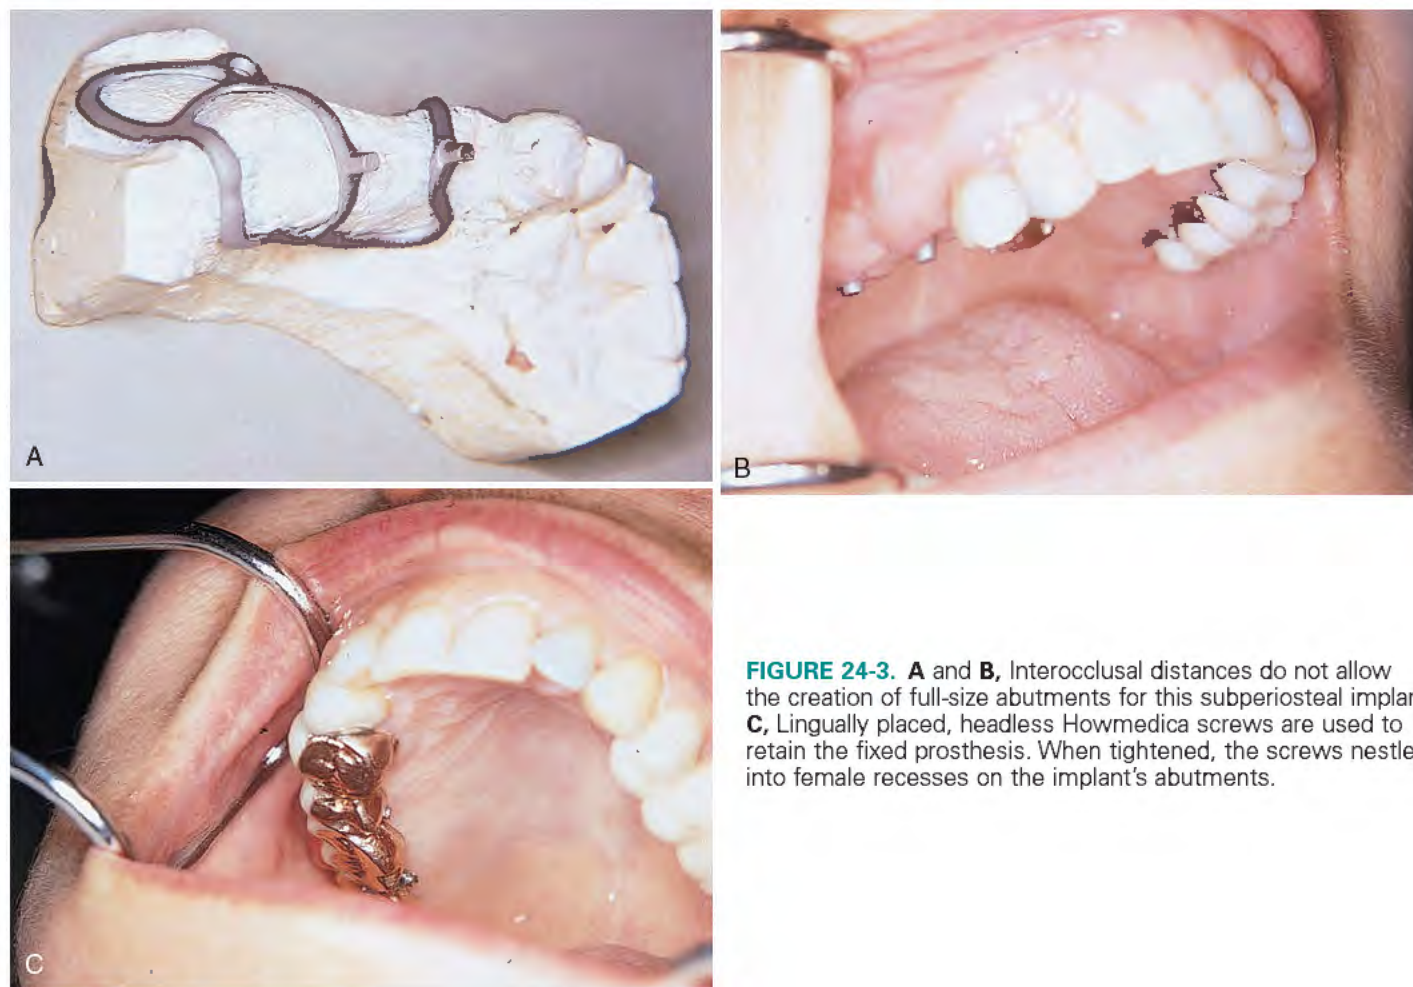 A
B
C
FIGURE 24-3. A and B, Interocclusal distances do not allow
the creation of full-size abutments for this subperiosteal
C, Lingually placed, headless Howmedica screws are used to
retain the fixed prosthesis. When tightened, the screws nestle
into female recesses on the implant's abutments.